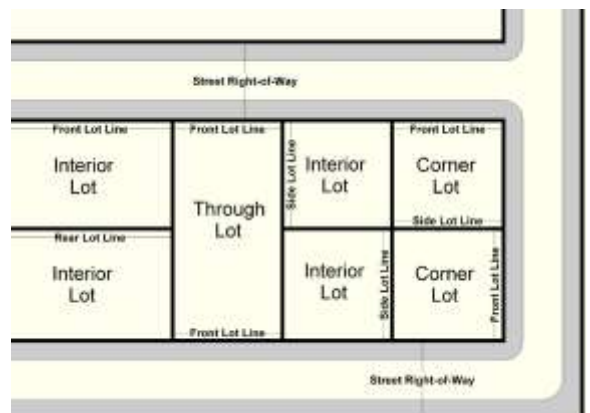 Street Right-of-Way
Front Lot Line
Front Lot Line
Front Lot Line
Interior
Lot
Through
Lot
Side Lot Line
Interior
Lot
Corner
Lot
Side Lot Line
Rear Lot Line
Interior
Lot
Interior
Lot
Side Lot Line
Corner
Lot
Front Lot Line
Front Lot Line
Street Right-of-Way